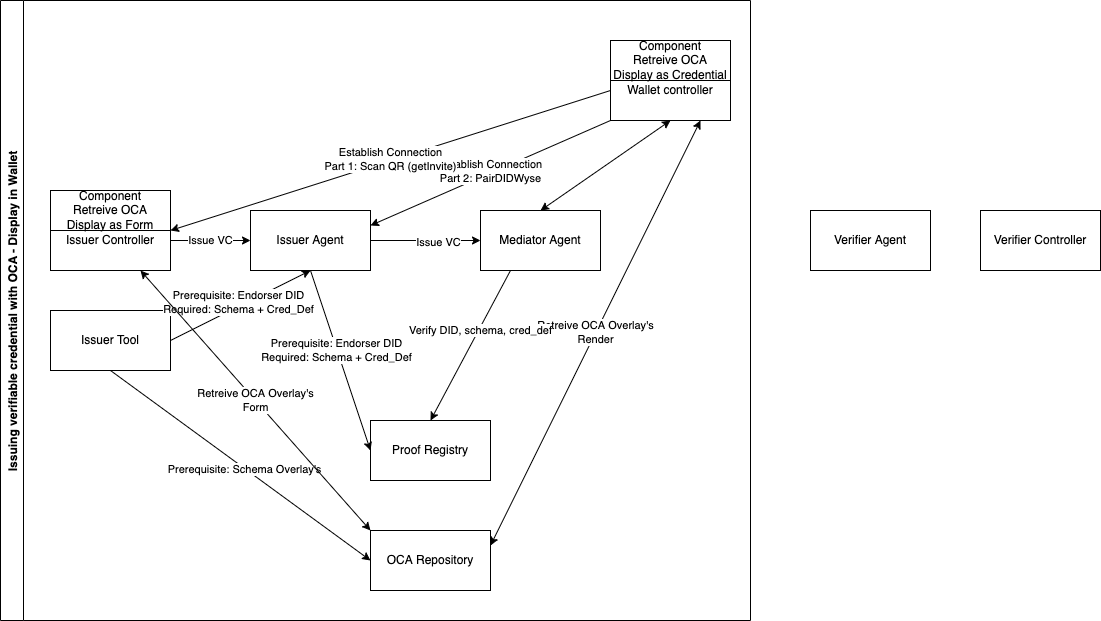 Issuing verifiable credential with OCA - Display in Wallet
Component
Retreive OCA
Display as Credential
Wallet controller
Establish Connection
Part 1: Scan QR (getInvite)
ablish Connection
Part 2: PairDIDWyse
Component
Retreive OCA
Display as Form
Issuer Controller
Issue VC
Issuer Agent
Issue VC
Mediator Agent
Verifier Agent
Verifier Controller
Prerequisite: Endorser DID
Required: Schema + Cred_Def
Issuer Tool
Prerequisite: Endorser DID
Required: Schema + Cred_Def
Verify DID, schema, cred_def
Retreive OCA Overlay's
Render
Retreive OCA Overlay's
Form
Proof Registry
Prerequisite: Schema Overlay's
OCA Repository